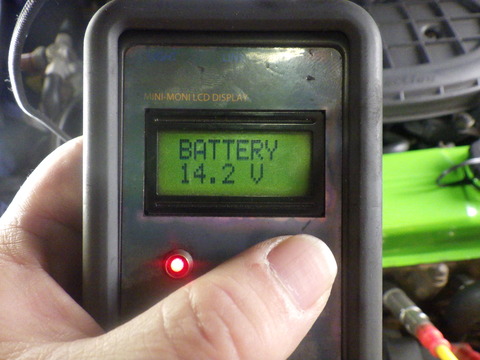 MINI-MONI LCD DISPLAY
BATTERY
14.2 V